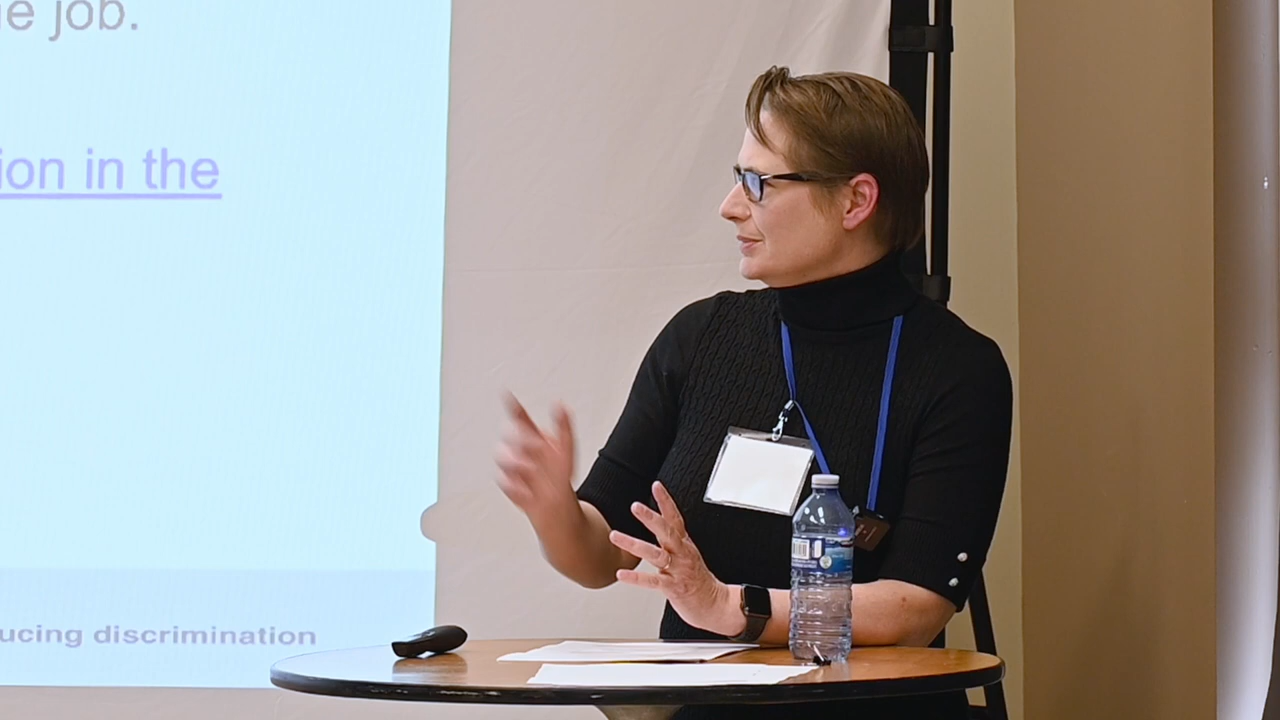 e job.
ion in the
ucing discrimination